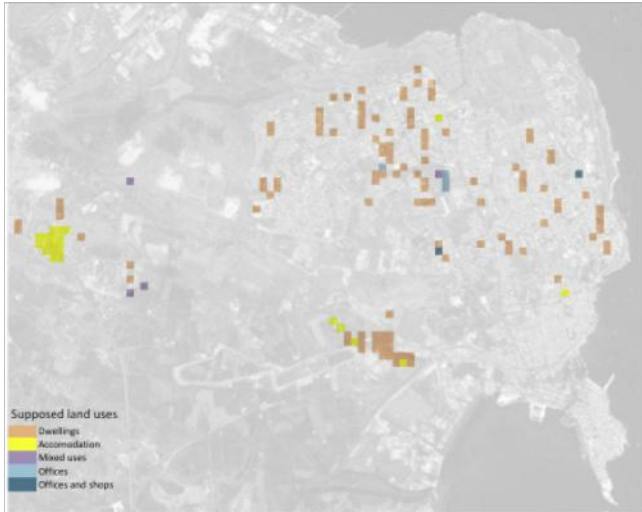 Supposed land uses
Dwellings
Accomodation
Mixed uses
Offices
Offices and shops